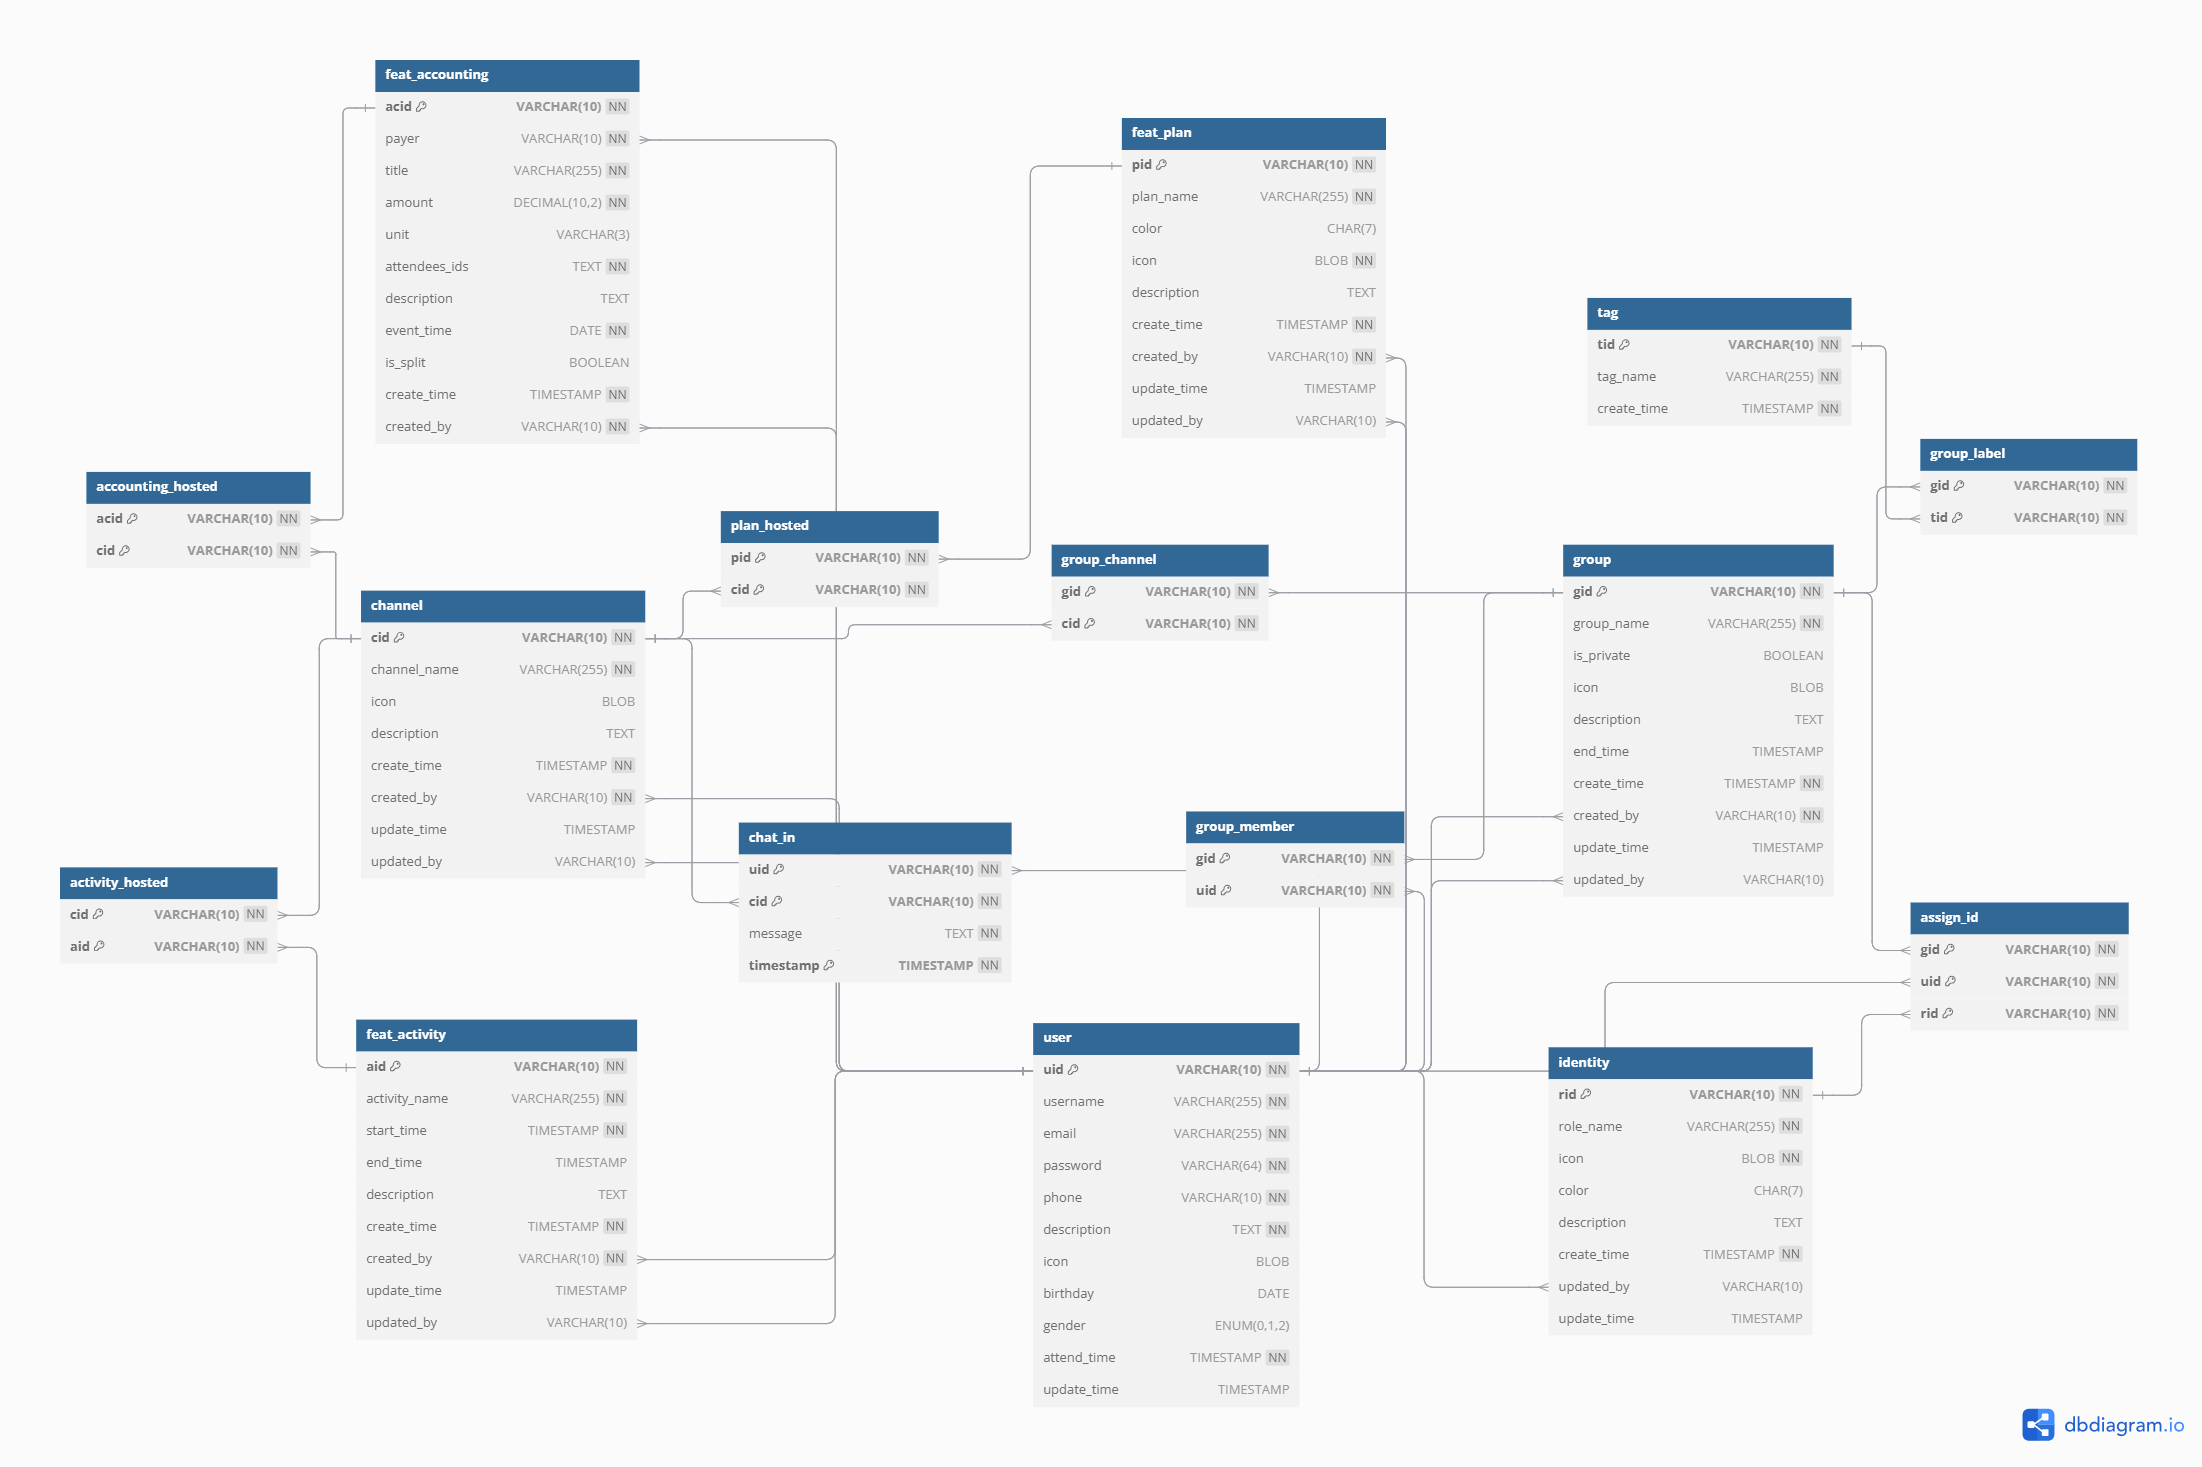 feat_accounting
acid VARCHAR(10) NN
payer VARCHAR(10) NN
title VARCHAR(255) NN
amount DECIMAL(10,2) NN
unit VARCHAR(3)
attendees_ids TEXT NN
description TEXT
event_time DATE NN
is_split BOOLEAN
create_time TIMESTAMP NN
created_by VARCHAR(10) NN
feat_plan
pid VARCHAR(10) NN
plan_name VARCHAR(255) NN
color CHAR(7)
icon BLOB NN
description TEXT
create_time TIMESTAMP NN
created_by VARCHAR(10) NN
update_time TIMESTAMP
updated_by VARCHAR(10)
tag
tid VARCHAR(10) NN
tag_name VARCHAR(255) NN
create_time TIMESTAMP NN
group_label
gid VARCHAR(10) NN
tid VARCHAR(10) NN
accounting_hosted
acid VARCHAR(10) NN
cid VARCHAR(10) NN
plan_hosted
pid VARCHAR(10) NN
cid VARCHAR(10) NN
group_channel
gid VARCHAR(10) NN
cid VARCHAR(10) NN
group
gid VARCHAR(10) NN
group_name VARCHAR(255) NN
is_private BOOLEAN
icon BLOB
description TEXT
end_time TIMESTAMP
create_time TIMESTAMP NN
created_by VARCHAR(10) NN
update_time TIMESTAMP
updated_by VARCHAR(10)
channel
cid VARCHAR(10) NN
channel_name VARCHAR(255) NN
icon BLOB
description TEXT
create_time TIMESTAMP NN
created_by VARCHAR(10) NN
update_time TIMESTAMP
updated_by VARCHAR(10)
chat_in
uid VARCHAR(10) NN
cid VARCHAR(10) NN
message TEXT NN
timestamp TIMESTAMP NN
group_member
gid VARCHAR(10) NN
uid VARCHAR(10) NN
activity_hosted
cid VARCHAR(10) NN
aid VARCHAR(10) NN
assign_id
gid VARCHAR(10) NN
uid VARCHAR(10) NN
rid VARCHAR(10) NN
feat_activity
aid VARCHAR(10) NN
activity_name VARCHAR(255) NN
start_time TIMESTAMP NN
end_time TIMESTAMP
description TEXT
create_time TIMESTAMP NN
created_by VARCHAR(10) NN
update_time TIMESTAMP
updated_by VARCHAR(10)
user
uid VARCHAR(10) NN
username VARCHAR(255) NN
email VARCHAR(255) NN
password VARCHAR(64) NN
phone VARCHAR(10) NN
description TEXT NN
icon BLOB
birthday DATE
gender ENUM(0,1,2)
attend_time TIMESTAMP NN
update_time TIMESTAMP
identity
rid VARCHAR(10) NN
role_name VARCHAR(255) NN
icon BLOB NN
color CHAR(7)
description TEXT
create_time TIMESTAMP NN
updated_by VARCHAR(10)
update_time TIMESTAMP
dbdiagram.io